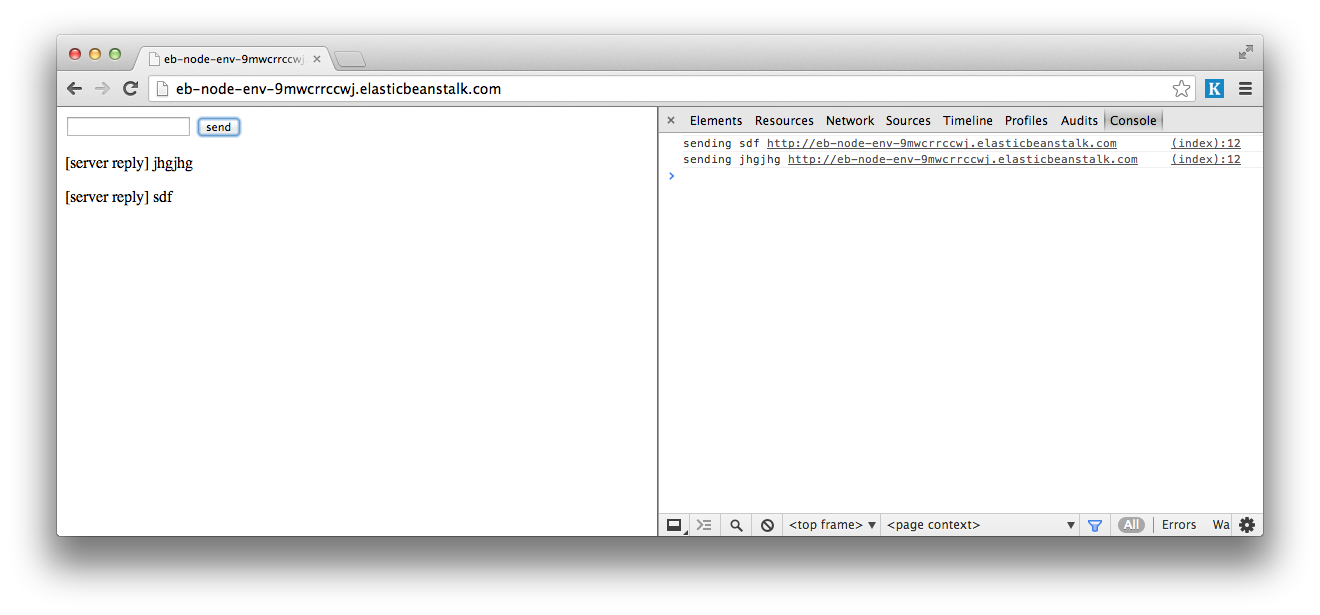 eb-node-env-9mwcrrccwj
eb-node-env-9mwcrrccwj.elasticbeanstalk.com
K
send
[server reply] jhgjhg
[server reply] sdf
Elements Resources Network Sources Timeline Profiles Audits Console
sending sdf http://eb-node-env-9mwcrrccwj.elasticbeanstalk.com (index):12
sending jhgjhg http://eb-node-env-9mwcrrccwj.elasticbeanstalk.com (index):12
<top frame> <page context> All Errors Wa